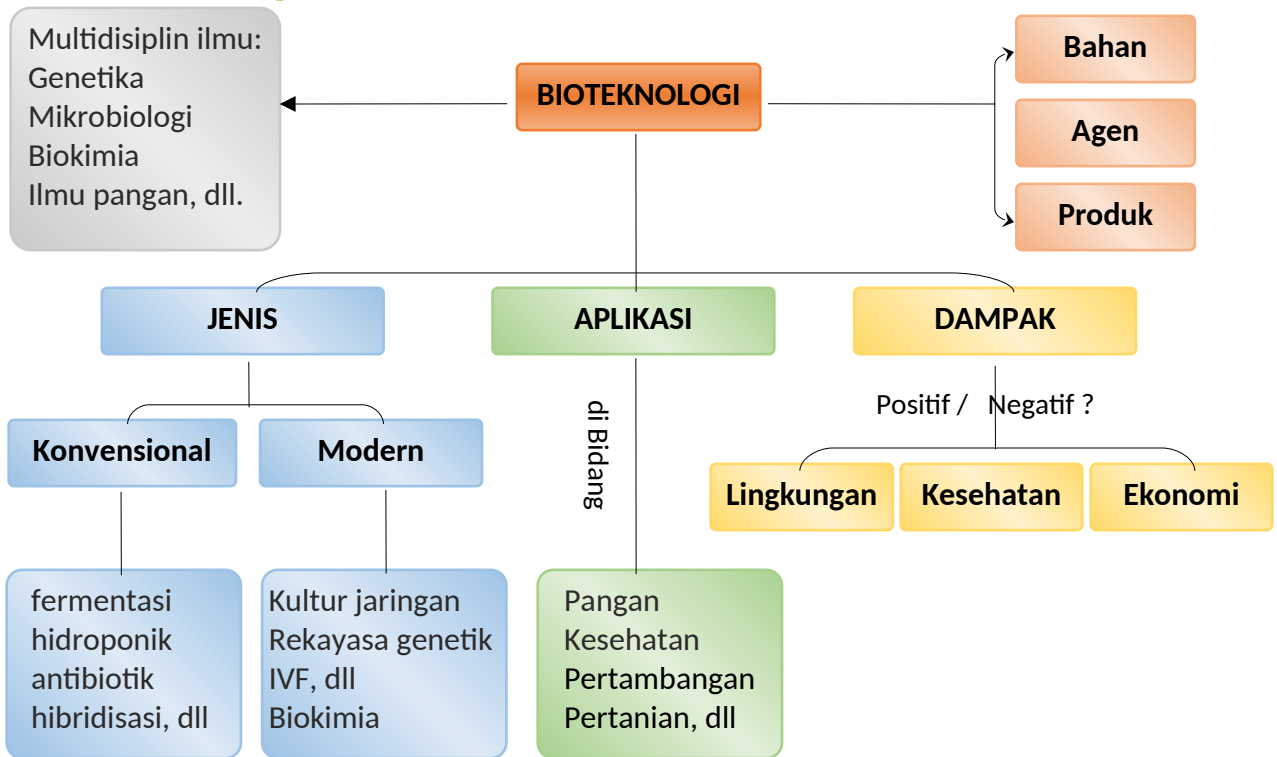 Multidisiplin ilmu:
Genetika
Mikrobiologi
Biokimia
Ilmu pangan, dll.
BIOTEKNOLOGI
Bahan
Agen
Produk
JENIS
APLIKASI
DAMPAK
Positif / Negatif ?
di Bidang
Konvensional
Modern
Lingkungan
Kesehatan
Ekonomi
fermentasi
hidroponik
antibiotik
hibridisasi, dll
Kultur jaringan
Rekayasa genetik
IVF, dll
Biokimia
Pangan
Kesehatan
Pertambangan
Pertanian, dll